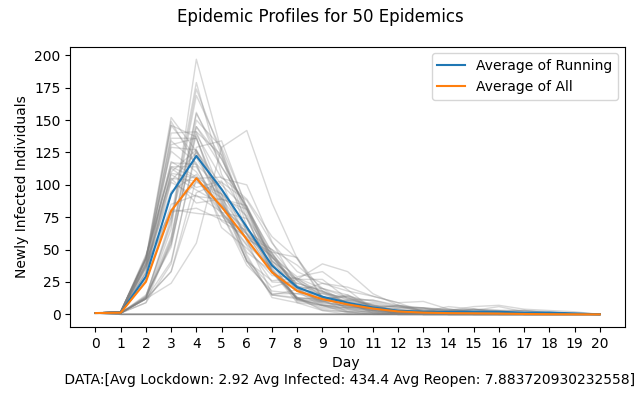 Epidemic Profiles for 50 Epidemics
Newly Infected Individuals
200
175
150
125
100
75
50
25
0
Average of Running
Average of All
0 1 2 3 4 5 6 7 8 9 10 11 12 13 14 15 16 17 18 19 20
Day
DATA:[Avg Lockdown: 2.92 Avg Infected: 434.4 Avg Reopen: 7.883720930232558]